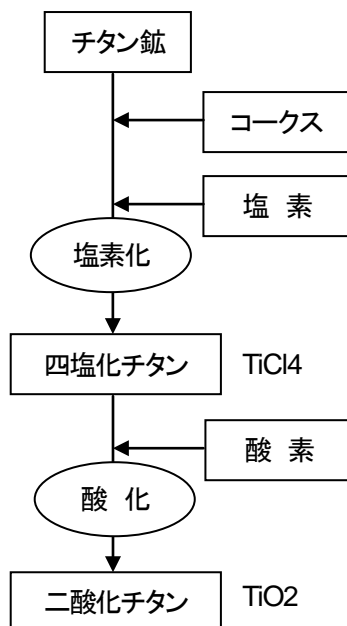 チタン鉱
コークス
塩 素
塩素化
四塩化チタン TiCl4
酸 素
酸 化
二酸化チタン TiO2